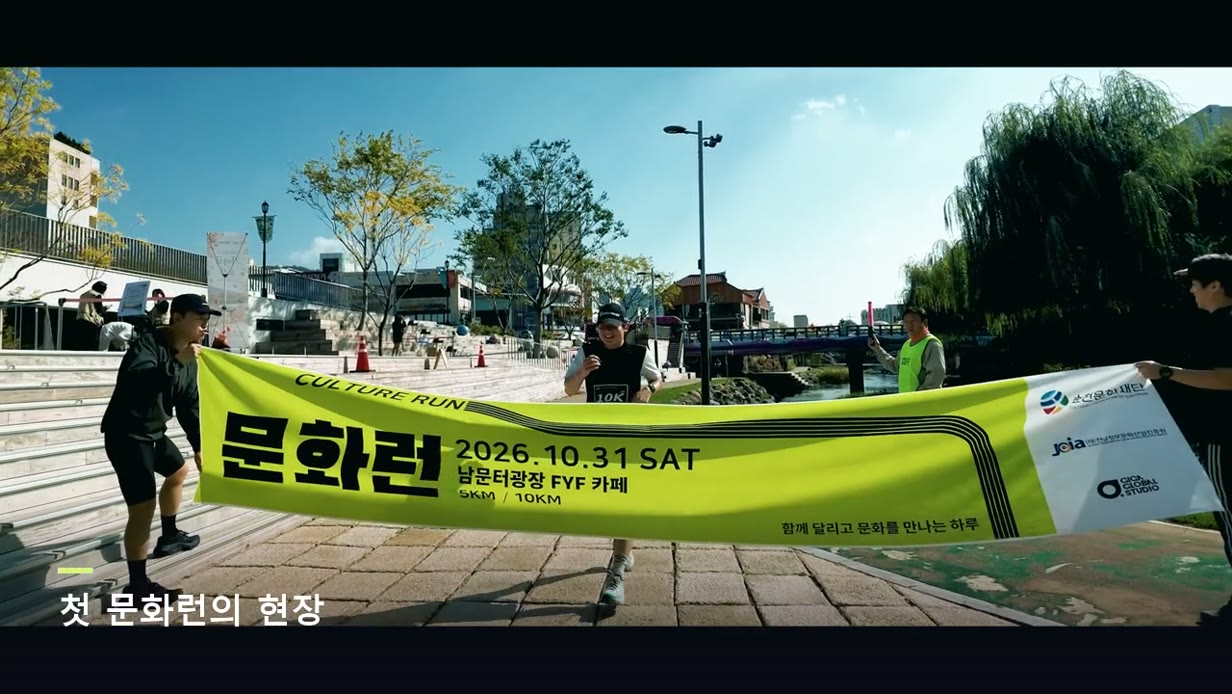 CULTURE RUN
문화런
2026.10.31 SAT
남문터광장 FYF 카페
5KM / 10KM
함께 달리고 문화를 만나는 하루
순천문화재단
Jcia
GIGA
GLOBAL
.STUDIO
10K
첫 문화런의 현장